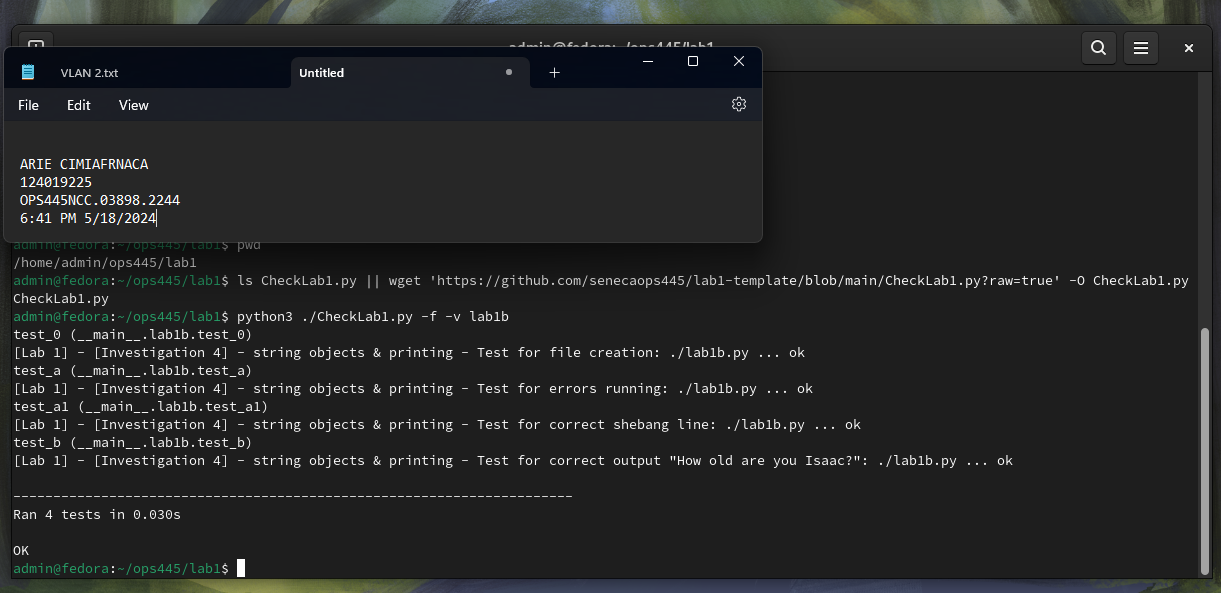 admin@fedora:~/ops445/lab1
VLAN 2.txt
Untitled
File Edit View
ARIE CIMIAFRNACA
124019225
OPS445NCC.03898.2244
6:41 PM 5/18/2024
admin@fedora:~/ops445/lab1$ pwd
/home/admin/ops445/lab1
admin@fedora:~/ops445/lab1$ ls CheckLab1.py || wget 'https://github.com/senecaops445/lab1-template/blob/main/CheckLab1.py?raw=true' -O CheckLab1.py
CheckLab1.py
admin@fedora:~/ops445/lab1$ python3 ./CheckLab1.py -f -v lab1b
test_0 (__main__.lab1b.test_0)
[Lab 1] - [Investigation 4] - string objects & printing - Test for file creation: ./lab1b.py ... ok
test_a (__main__.lab1b.test_a)
[Lab 1] - [Investigation 4] - string objects & printing - Test for errors running: ./lab1b.py ... ok
test_a1 (__main__.lab1b.test_a1)
[Lab 1] - [Investigation 4] - string objects & printing - Test for correct shebang line: ./lab1b.py ... ok
test_b (__main__.lab1b.test_b)
[Lab 1] - [Investigation 4] - string objects & printing - Test for correct output "How old are you Isaac?": ./lab1b.py ... ok
----------------------------------------------------------------------
Ran 4 tests in 0.030s
OK
admin@fedora:~/ops445/lab1$